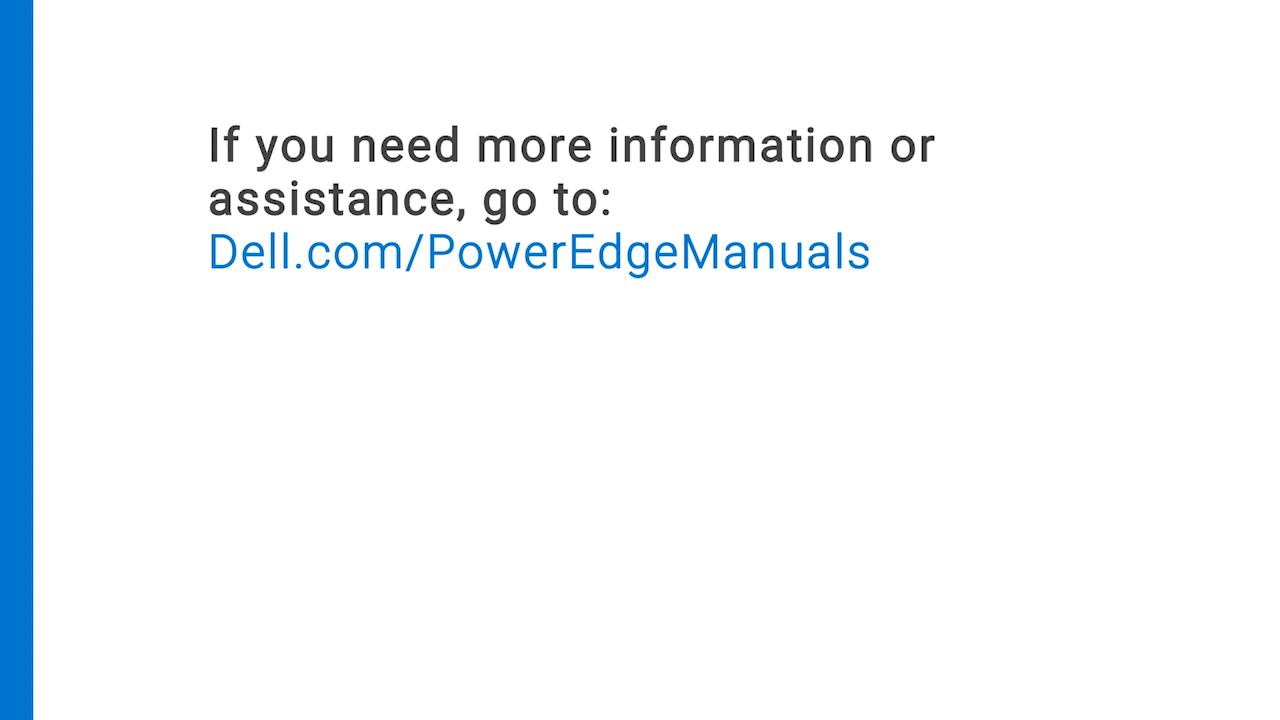 If you need more information or
assistance, go to:
Dell.com/PowerEdgeManuals